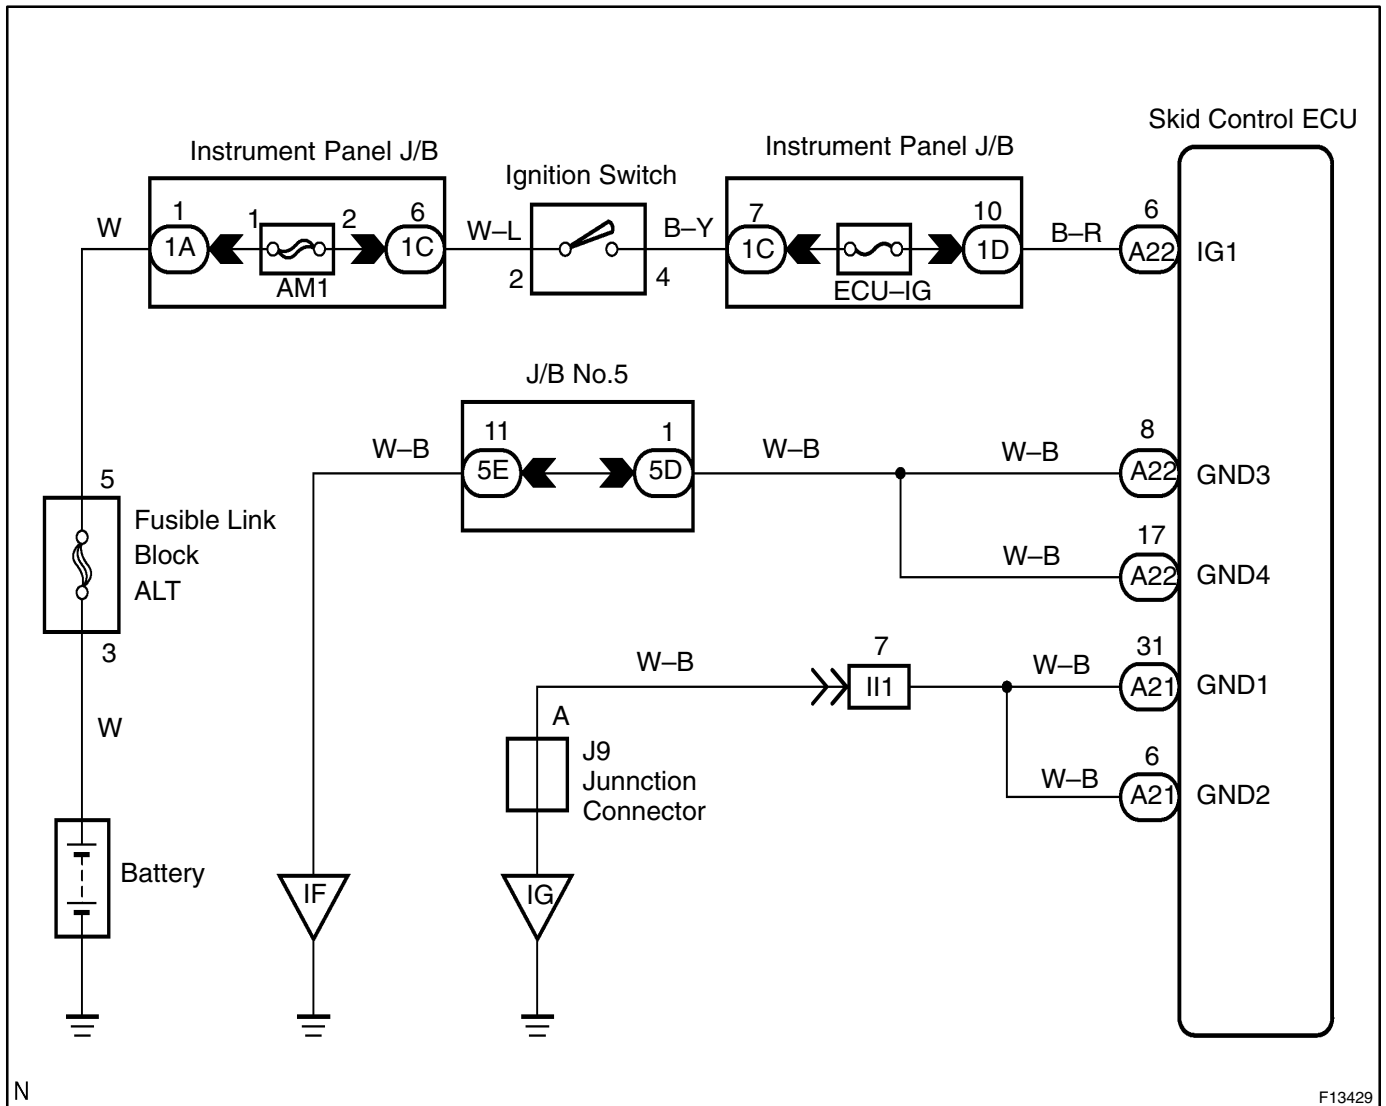 Skid Control ECU
Instrument Panel J/B
Ignition Switch
Instrument Panel J/B
W
1
1A
1
2
AM1
6
1C
W–L
2
4
B–Y
7
1C
ECU–IG
10
1D
B–R
6
A22
IG1
J/B No.5
W–B
11
5E
1
5D
W–B
W–B
8
A22
GND3
W–B
17
A22
GND4
5
Fusible Link
Block
ALT
3
W
W–B
7
II1
W–B
31
A21
GND1
A
J9
Junnction
Connector
W–B
6
A21
GND2
Battery
IF
IG
N
F13429